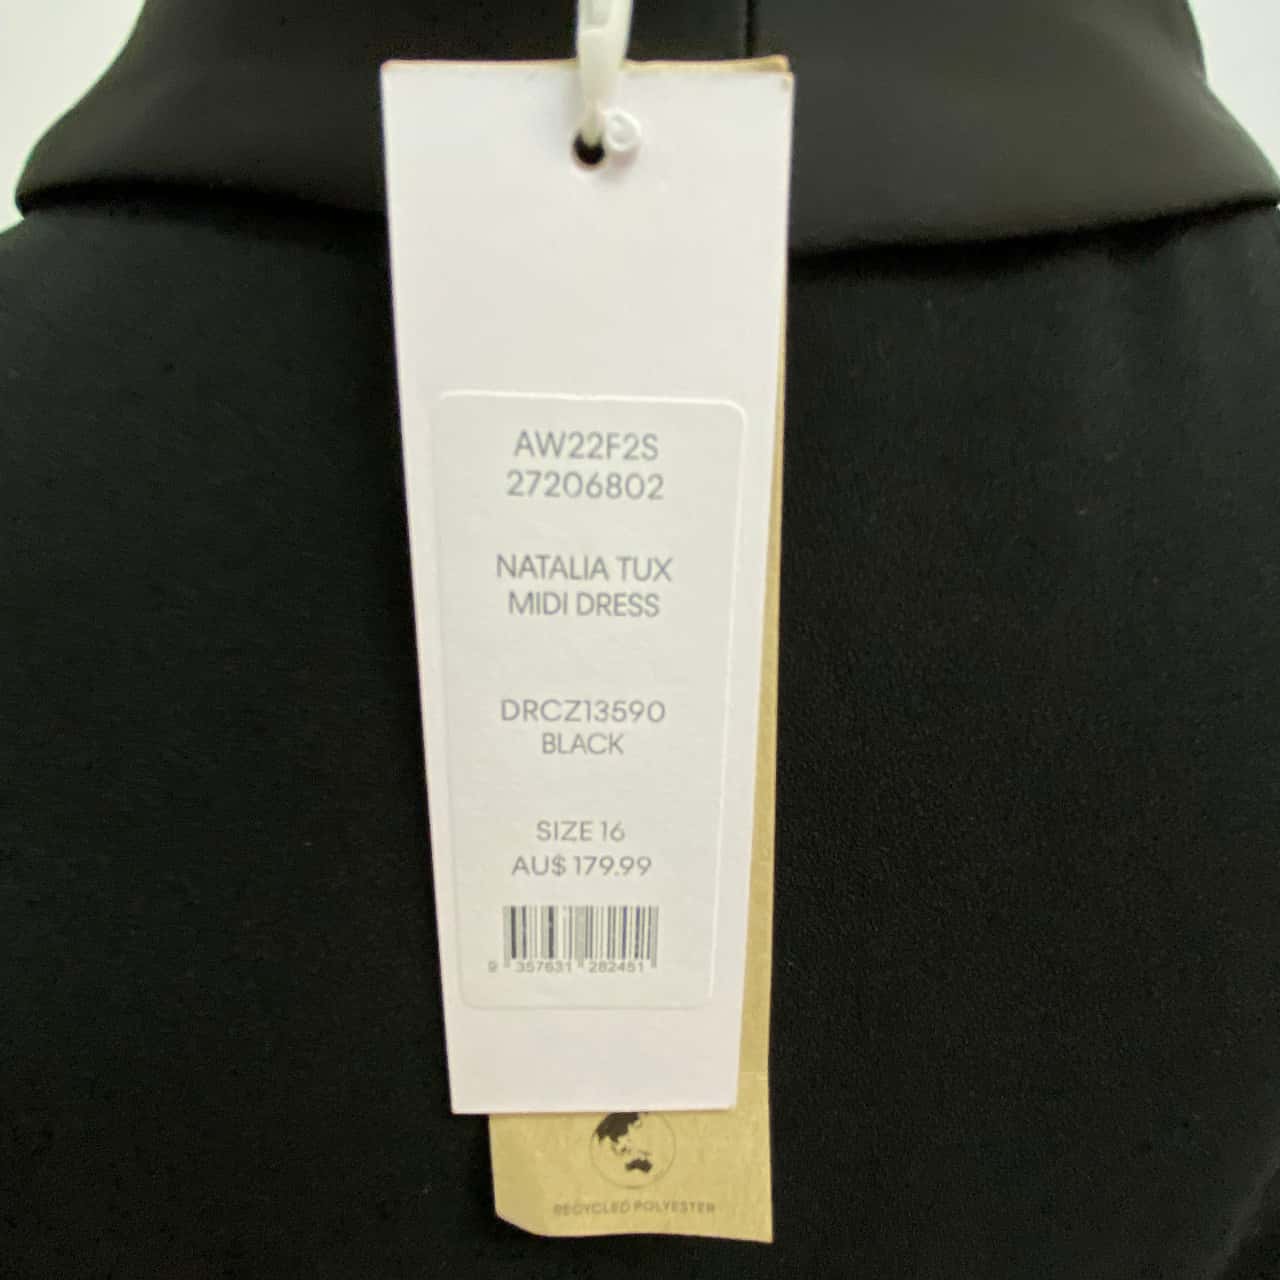 AW22F2S
27206802
NATALIA TUX
MIDI DRESS
DRCZ13590
BLACK
SIZE 16
AU$ 179.99
9 357631 282451
RECYCLED POLYESTER